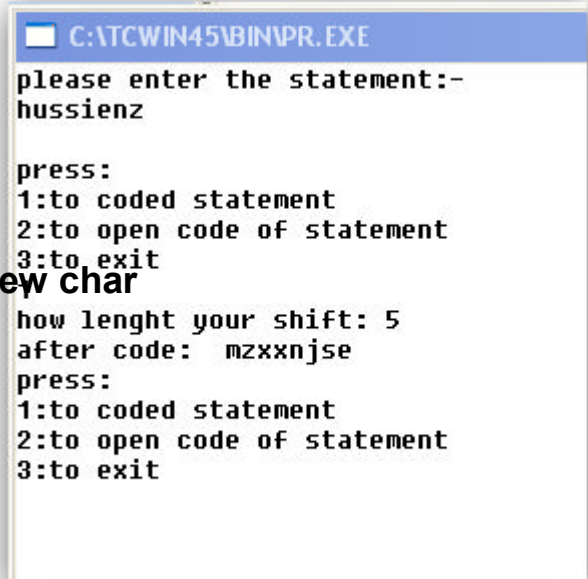 C:\TCWIN45\BIN\PR.EXE
please enter the statement:-
hussienz
press:
1:to coded statement
2:to open code of statement
3:to exit
char
how lenght your shift: 5
after code:  mzxxnjse
press:
1:to coded statement
2:to open code of statement
3:to exit